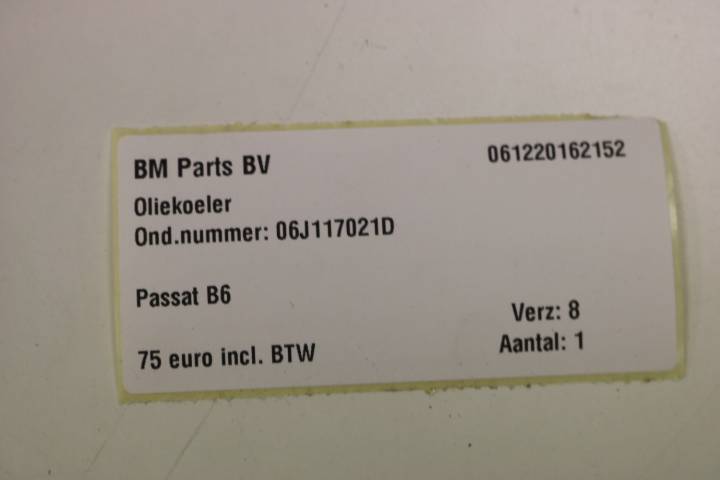 BM Parts BV
061220162152
Oliekoeler
Ond.nummer: 06J117021D
Passat B6
Verz: 8
75 euro incl. BTW
Aantal: 1